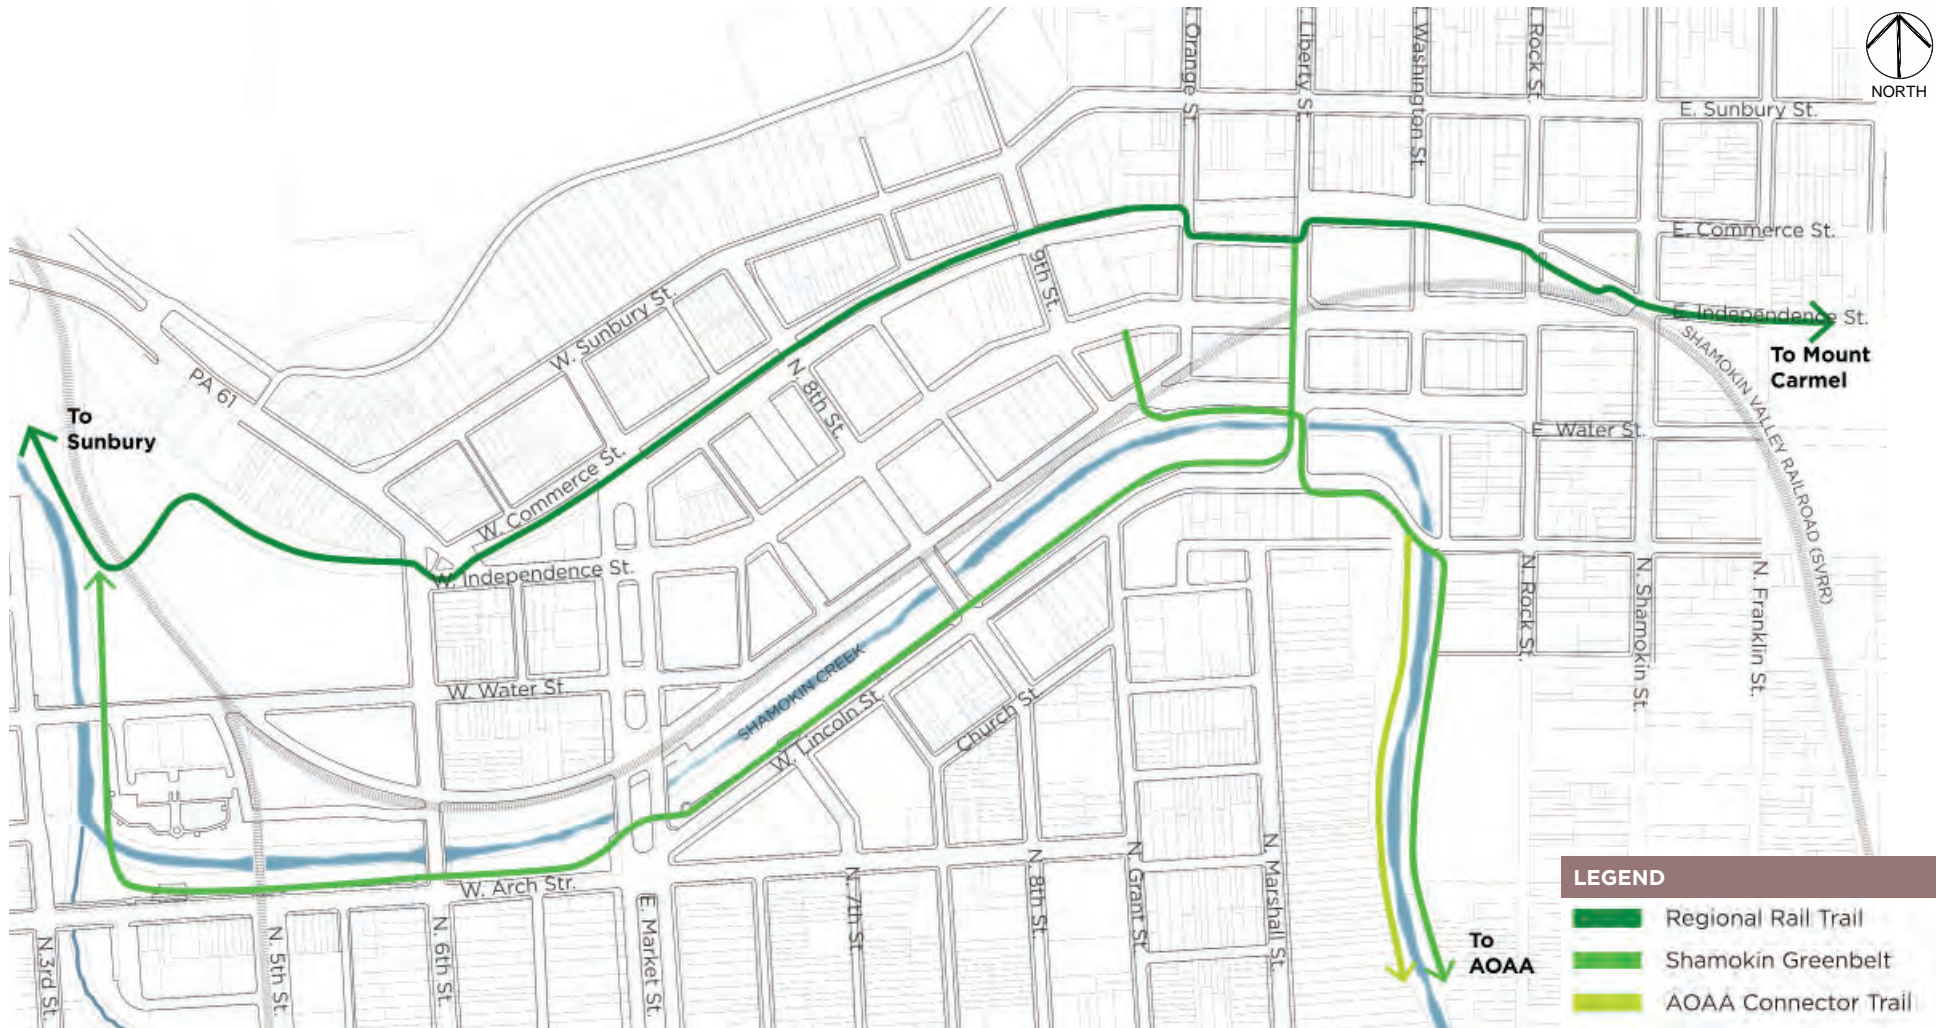 NORTH
Orange St.
Liberty St.
Washington St.
Rock St.
E. Sunbury St.
E. Commerce St.
E. Independence St.
To Mount
Carmel
SHAMOKIN VALLEY RAILROAD (SVRR)
9th St.
W. Sunbury St.
N. 8th St.
PA 61
To
Sunbury
W. Commerce St.
E. Water St.
W. Independence St.
N. Rock St.
N. Shamokin St.
N. Franklin St.
W. Water St
SHAMOKIN CREEK
W. Lincoln St.
Church St.
W. Arch Str.
N.3rd St.
N. 5th St.
N. 6th St.
E. Market St.
N. 7th St.
N. 8th St.
N. Grant St.
N. Marshall St.
To
AOAA
LEGEND
Regional Rail Trail
Shamokin Greenbelt
AOAA Connector Trail